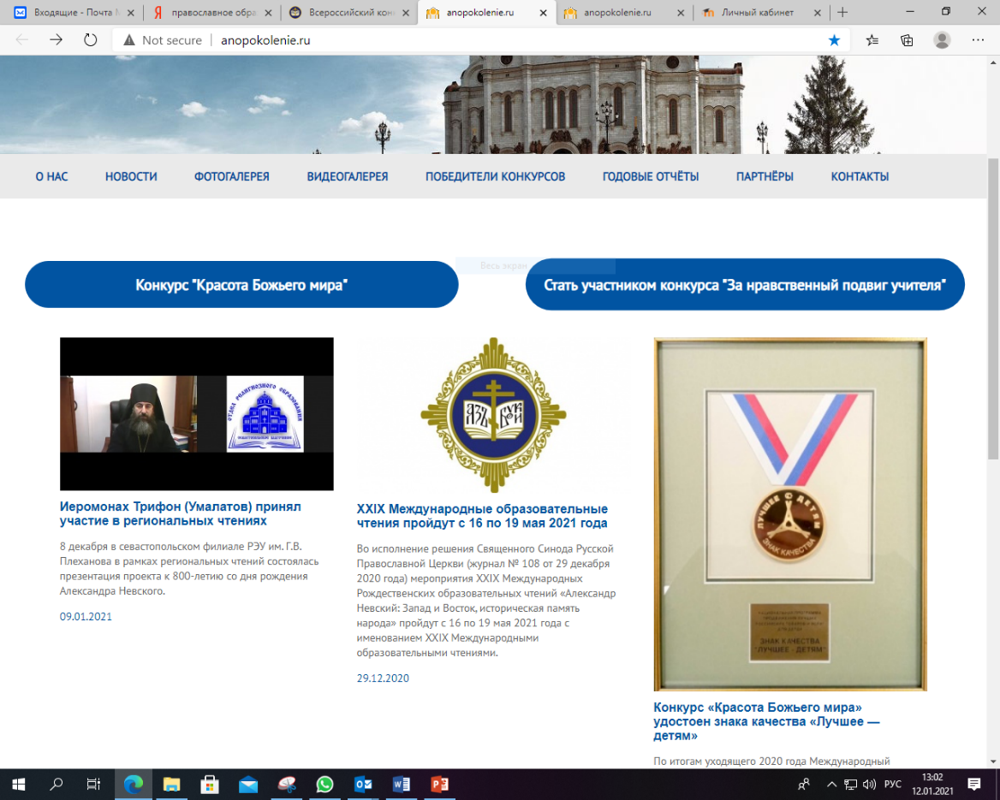 Входящие - Почта М
православное обра
Всероссийский кон
anopokolenie.ru
anopokolenie.ru
Личный кабинет
Not secure
anopokolenie.ru
О НАС
НОВОСТИ
ФОТОГАЛЕРЕЯ
ВИДЕОГАЛЕРЕЯ
ПОБЕДИТЕЛИ КОНКУРСОВ
ГОДОВЫЕ ОТЧЁТЫ
ПАРТНЁРЫ
КОНТАКТЫ
Весь экран
Конкурс "Красота Божьего мира"
Стать участником конкурса "За нравственный подвиг учителя"
ОТДЕЛ РЕЛИГИОЗНОГО ОБРАЗОВАНИЯ
Иеромонах Трифон (Умалатов) принял
участие в региональных чтениях
8 декабря в севастопольском филиале РЭУ им. Г.В.
Плеханова в рамках региональных чтений состоялась
презентация проекта к 800-летию со дня рождения
Александра Невского.
09.01.2021
АЗЪ БУКИ
XXIX Международные образовательные
чтения пройдут с 16 по 19 мая 2021 года
Во исполнение решения Священного Синода Русской
Православной Церкви (журнал № 108 от 29 декабря
2020 года) мероприятия XXIX Международных
Рождественских образовательных чтений «Александр
Невский: Запад и Восток, историческая память
народа» пройдут с 16 по 19 мая 2021 года с
именованием XXIX Международными
образовательными чтениями.
29.12.2020
ЛУЧШЕЕ ДЕТЯМ
ЗНАК КАЧЕСТВА
ЗНАК КАЧЕСТВА
"ЛУЧШЕЕ - ДЕТЯМ"
Конкурс «Красота Божьего мира»
удостоен знака качества «Лучшее —
детям»
По итогам уходящего 2020 года Международный
РУС
13:02
12.01.2021